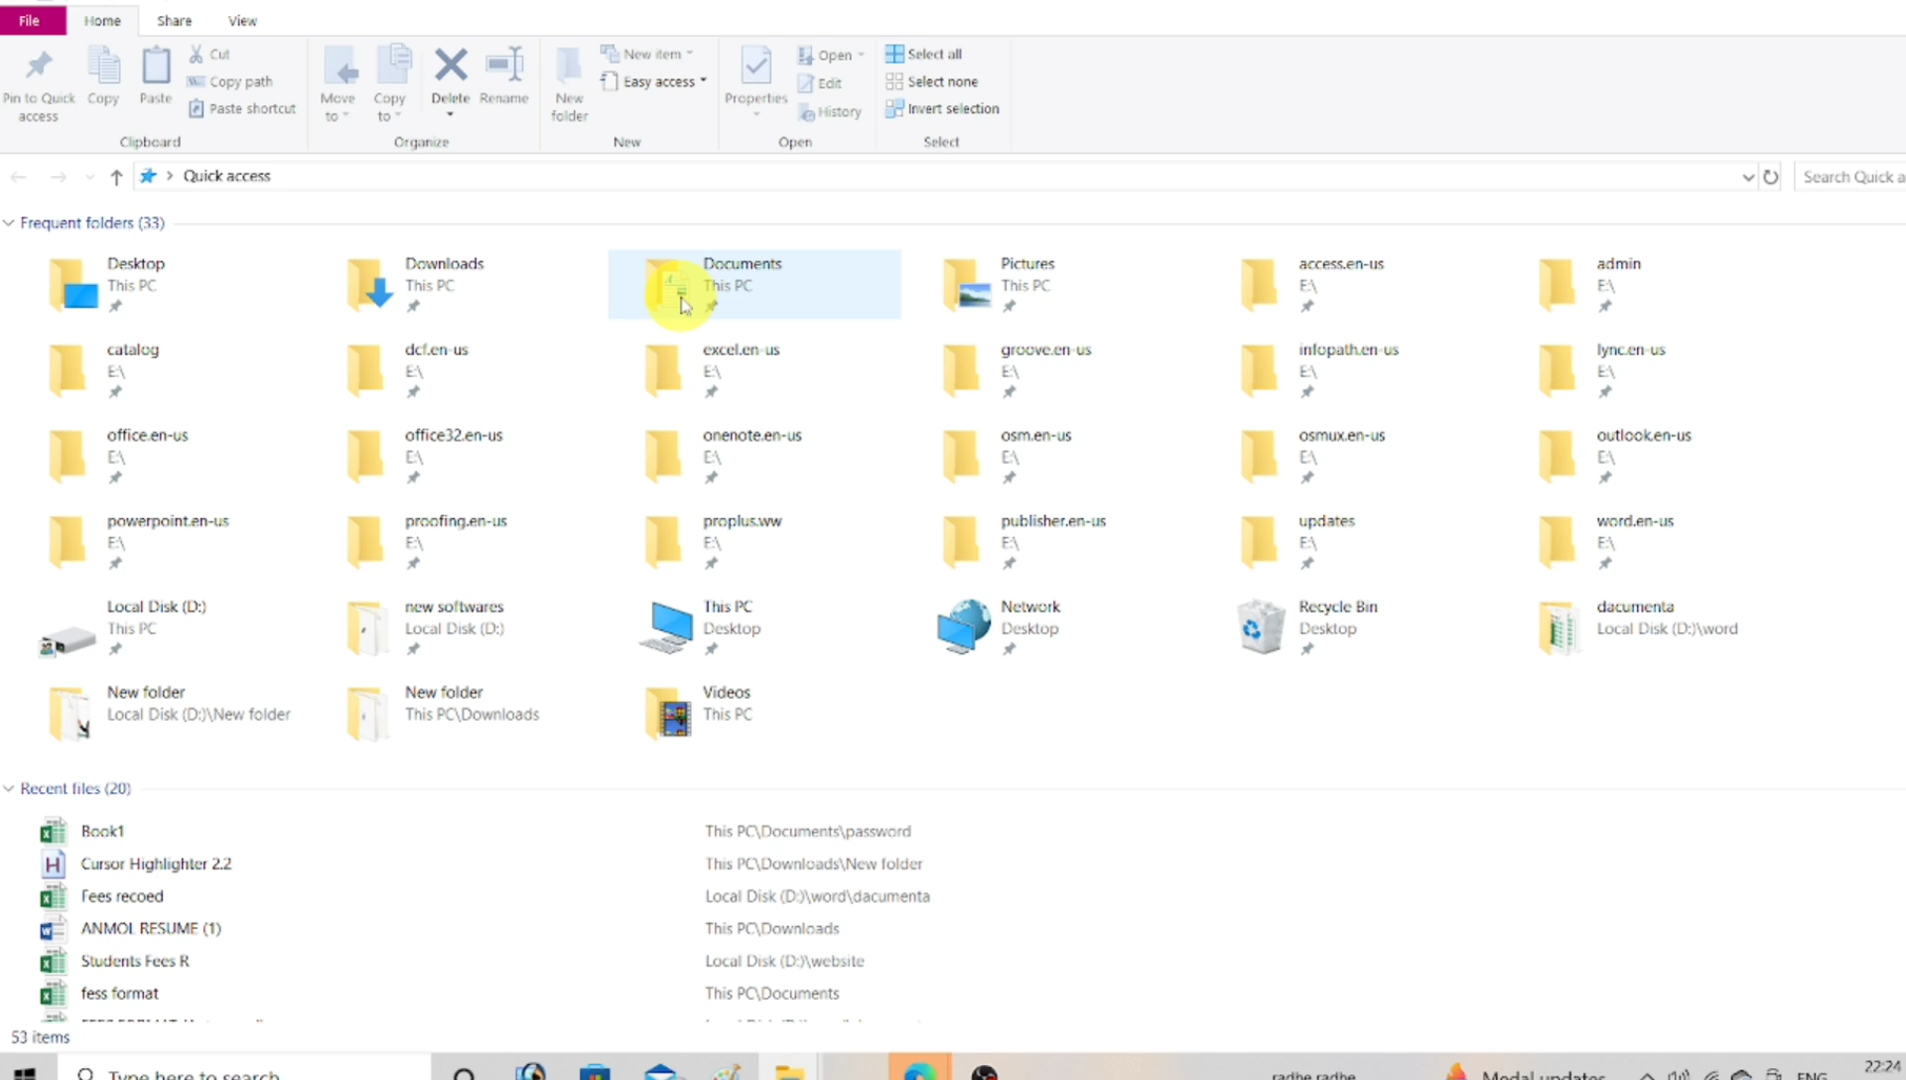 File Home Share View
Pin to Quick access
Copy
Paste
Cut
Copy path
Paste shortcut
Clipboard
Move to
Copy to
Delete
Rename
Organize
New folder
New item
Easy access
New
Properties
Open
Edit
History
Open
Select all
Select none
Invert selection
Select
Quick access
Search Quick a
Frequent folders (33)
Desktop
This PC
Downloads
This PC
Documents
This PC
Pictures
This PC
access.en-us
E:\
admin
E:\
catalog
E:\
dcf.en-us
E:\
excel.en-us
E:\
groove.en-us
E:\
infopath.en-us
E:\
lync.en-us
E:\
office.en-us
E:\
office32.en-us
E:\
onenote.en-us
E:\
osm.en-us
E:\
osmux.en-us
E:\
outlook.en-us
E:\
powerpoint.en-us
E:\
proofing.en-us
E:\
proplus.ww
E:\
publisher.en-us
E:\
updates
E:\
word.en-us
E:\
Local Disk (D:)
This PC
new softwares
Local Disk (D:)
This PC
Desktop
Network
Desktop
Recycle Bin
Desktop
dacumenta
Local Disk (D:)\word
New folder
Local Disk (D:)\New folder
New folder
This PC\Downloads
Videos
This PC
Recent files (20)
Book1 This PC\Documents\password
Cursor Highlighter 2.2 This PC\Downloads\New folder
Fees recoed Local Disk (D:)\word\dacumenta
ANMOL RESUME (1) This PC\Downloads
Students Fees R Local Disk (D:)\website
fess format This PC\Documents
53 items
Type here to search radhe radhe Medal updates ENG 22:24